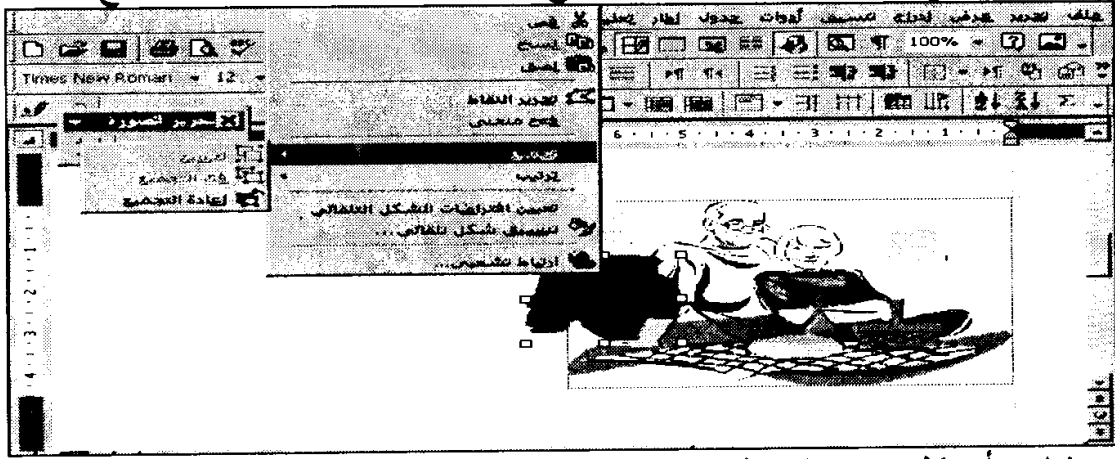 ملف تحرير عرض إدراج تنسيق أدوات جدول إطار تعليمات
100%
Times New Roman 12
قص
نسخ
لصق
تحرير النقاط
فتح منحنى
تجميع
ترتيب
تعيين افتراضيات الشكل التلقائي
تنسيق شكل تلقائي...
ارتباط تشعبي...
تحرير الصورة
تجميع
فك التجميع
إعادة التجميع
6 5 4 3 2 1
1
2
3
4